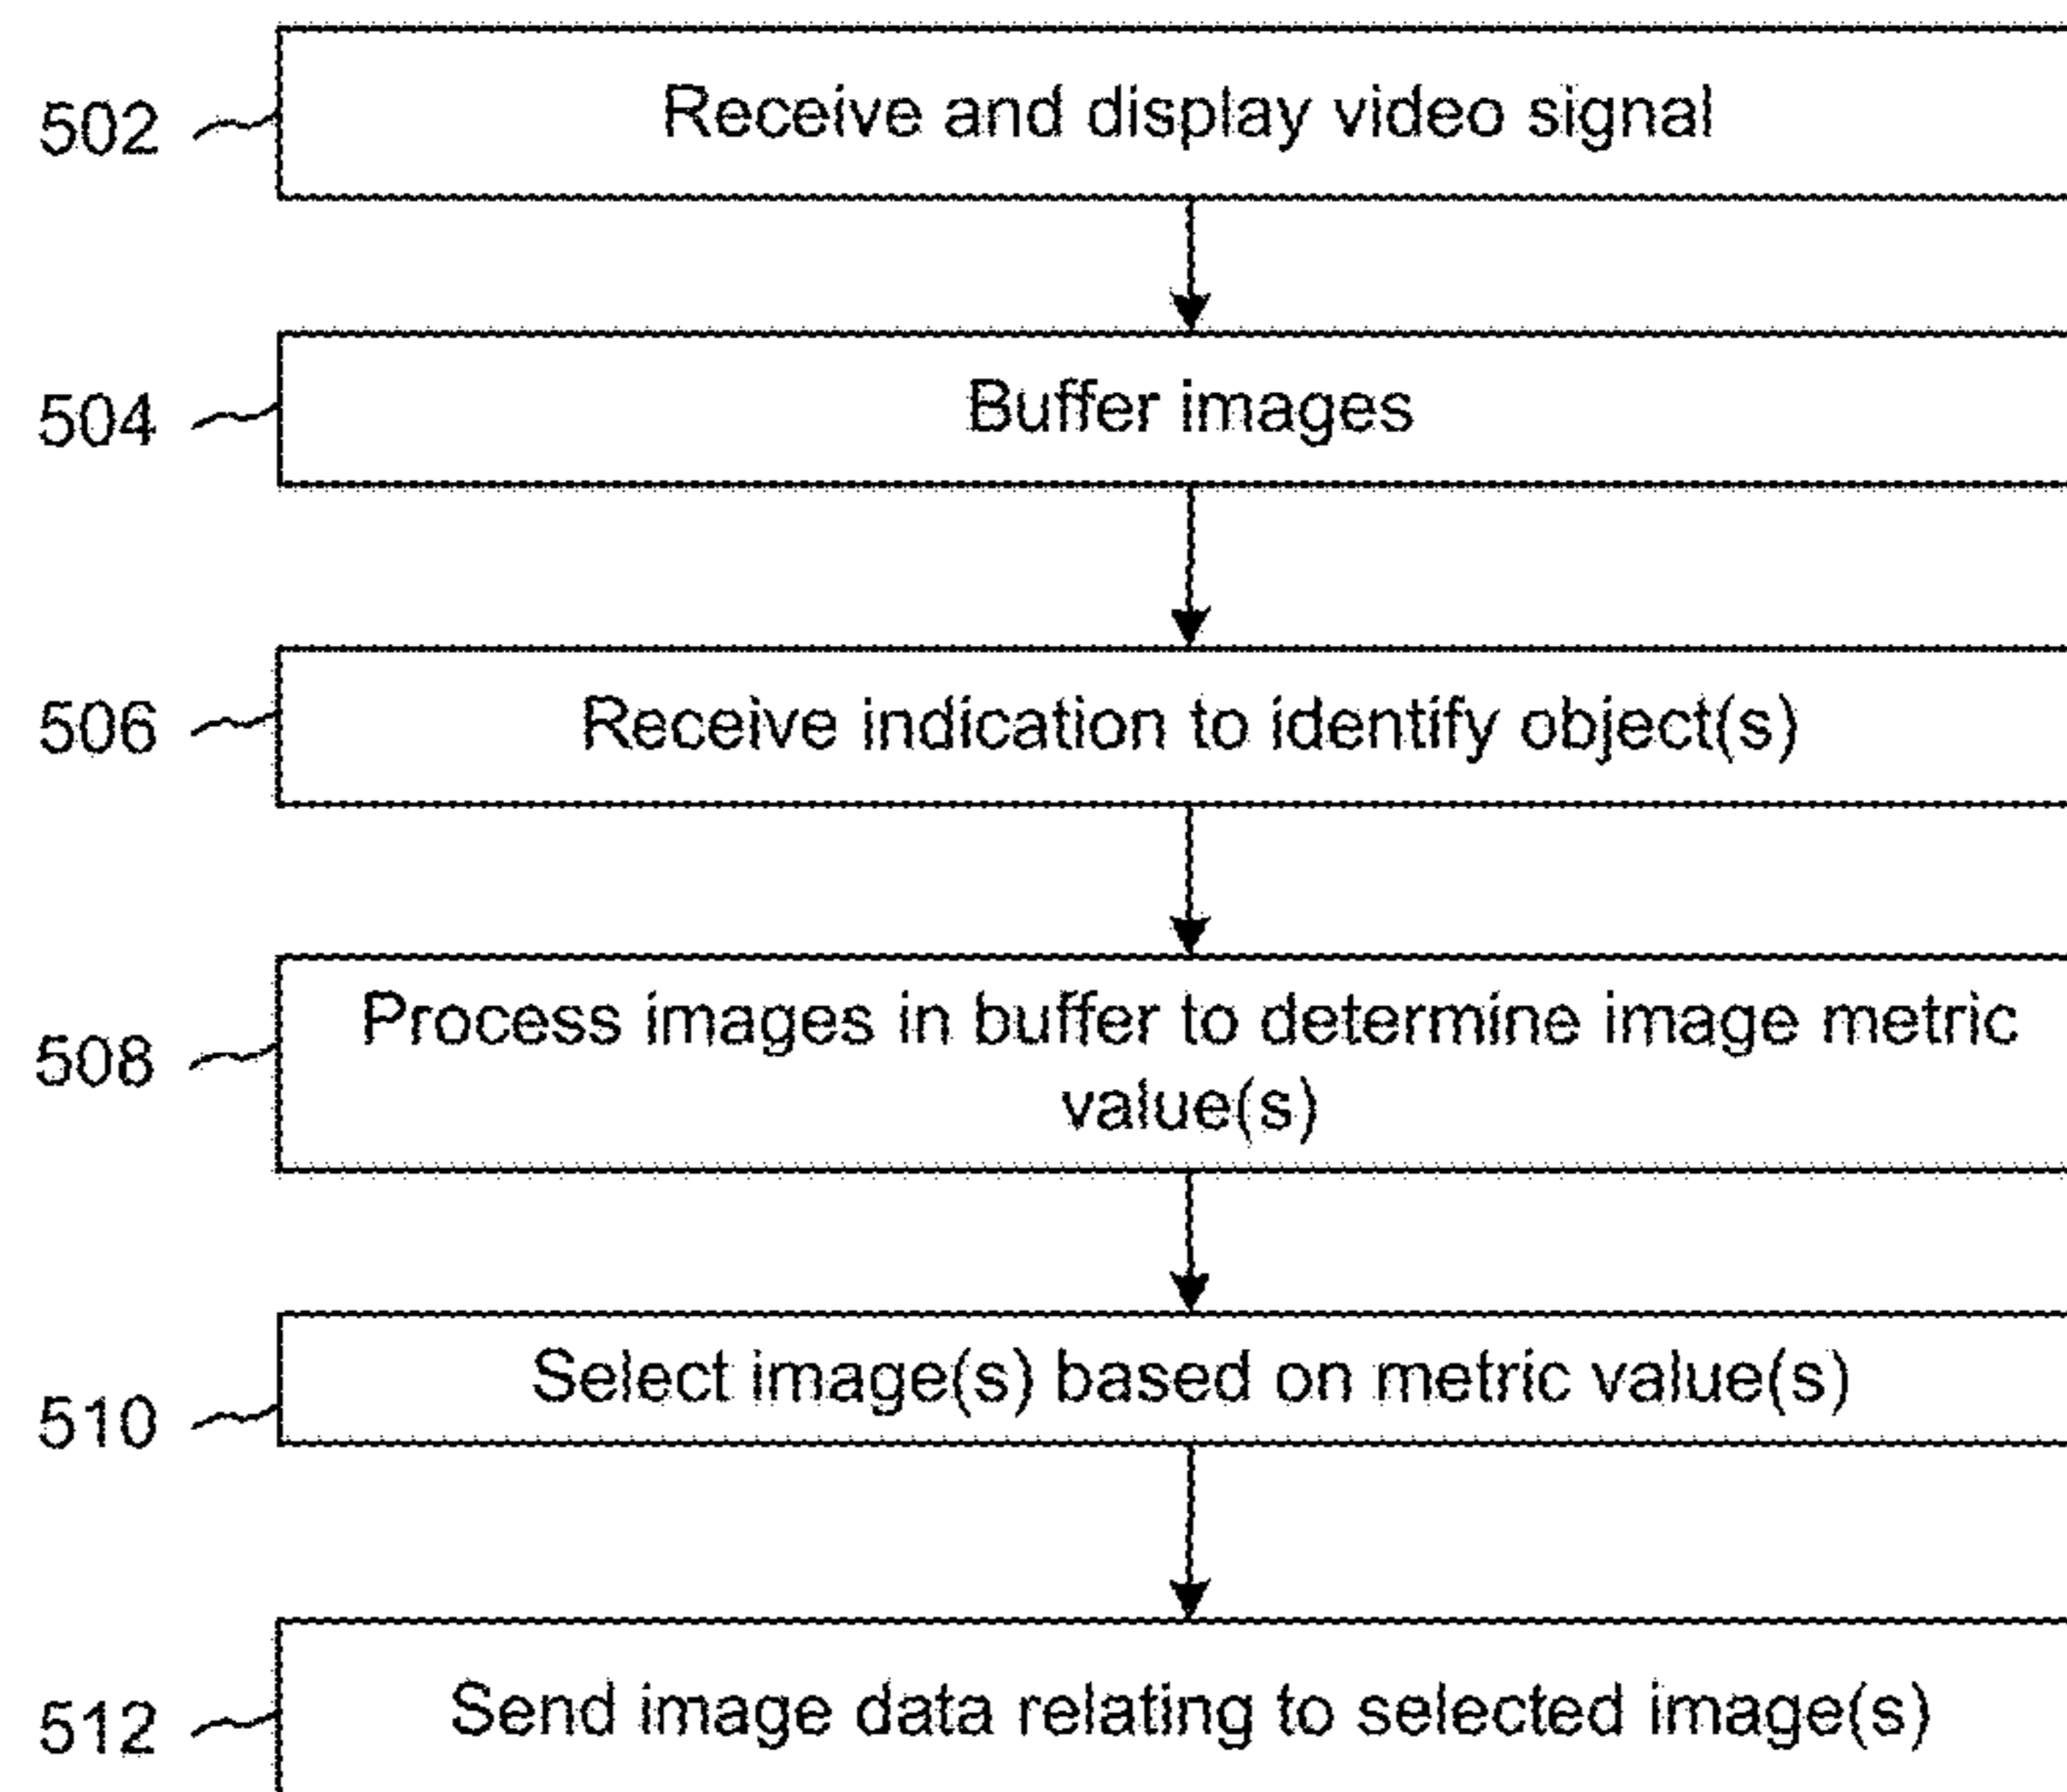 502 Receive and display video signal
504 Buffer images
506 Receive indication to identify object(s)
508 Process images in buffer to determine image metric
value(s)
510 Select image(s) based on metric value(s)
512 Send image data relating to selected image(s)